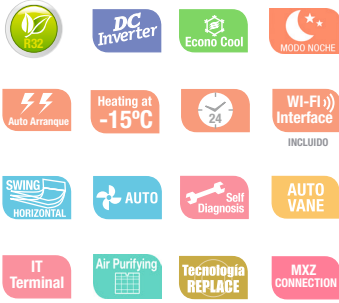 R32
DC
Inverter
Econo Cool
MODO NOCHE
Auto Arranque
Heating at
-15ºC
24
WI-FI
Interface
INCLUIDO
SWING
HORIZONTAL
AUTO
Self
Diagnosis
AUTO
VANE
IT
Terminal
Air Purifying
Tecnología
REPLACE
MXZ
CONNECTION